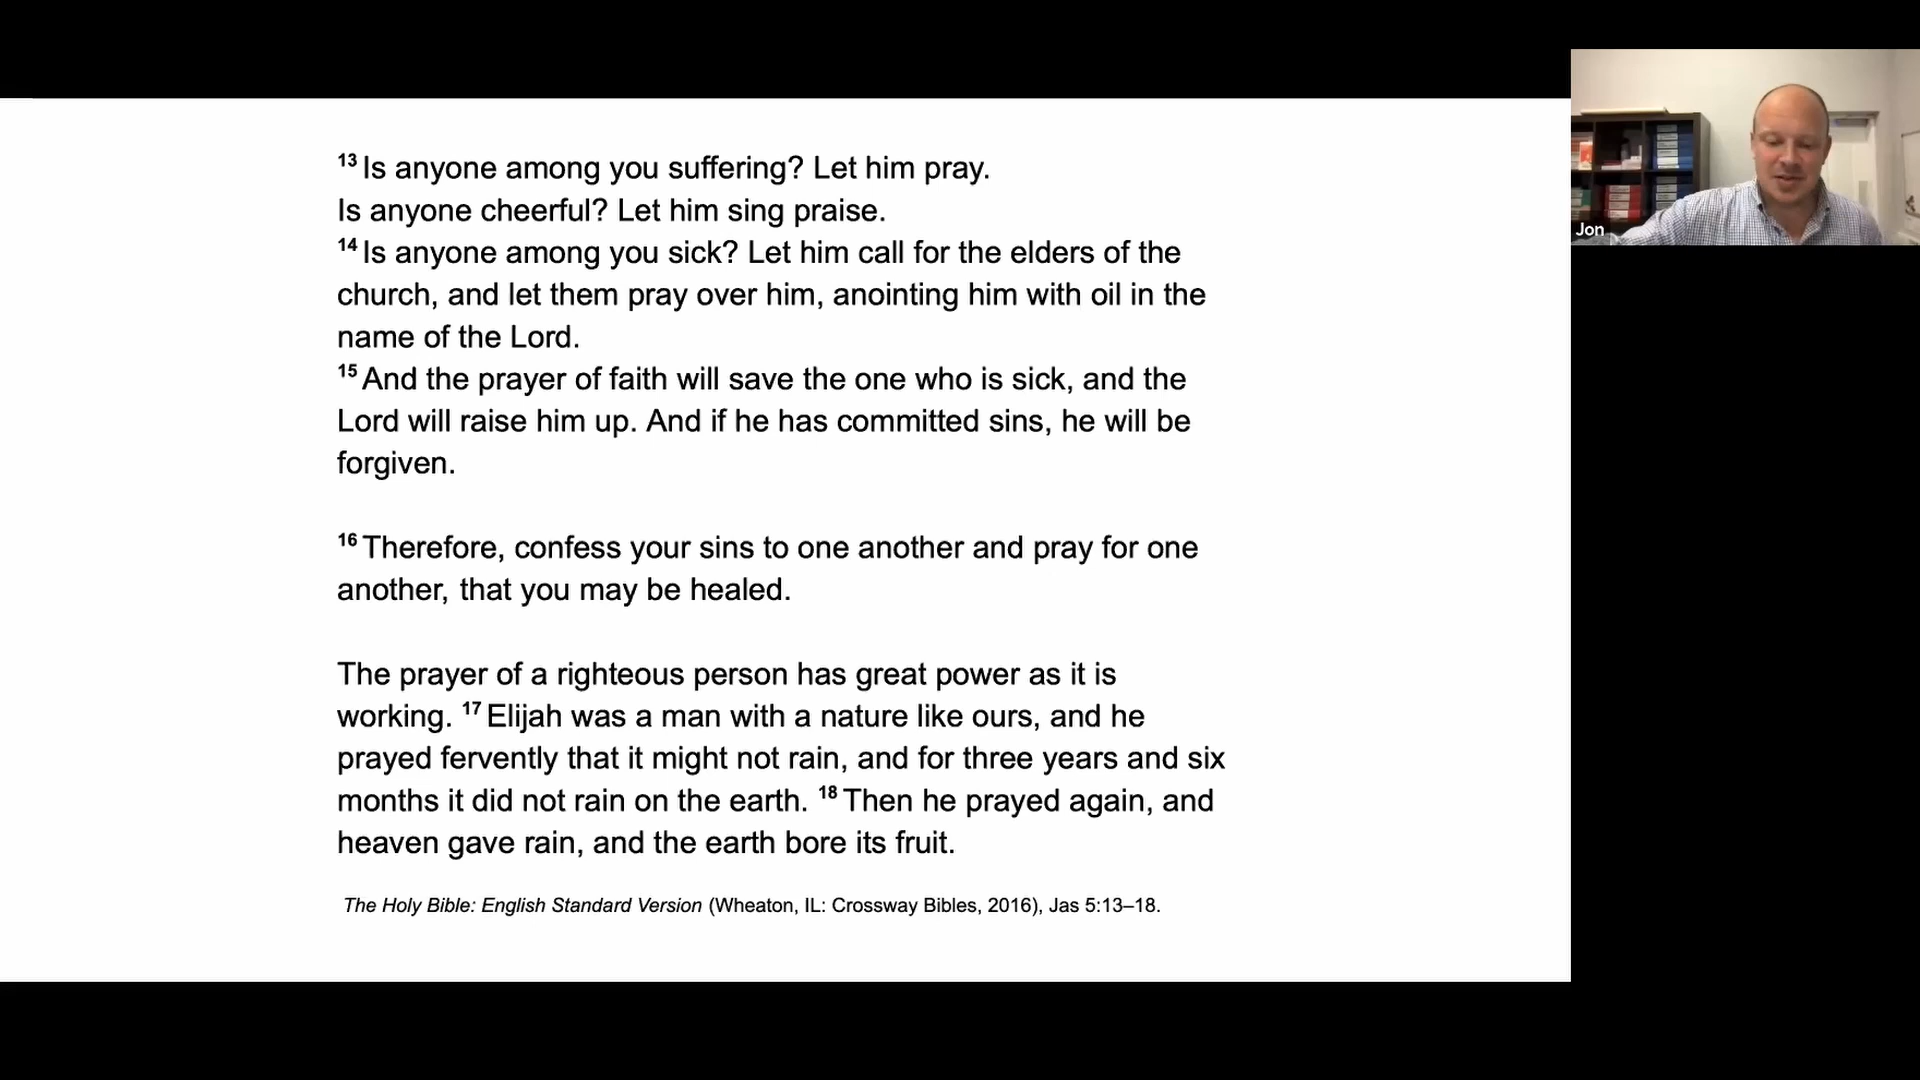 13 Is anyone among you suffering? Let him pray.
Is anyone cheerful? Let him sing praise.
14 Is anyone among you sick? Let him call for the elders of the
church, and let them pray over him, anointing him with oil in the
name of the Lord.
15 And the prayer of faith will save the one who is sick, and the
Lord will raise him up. And if he has committed sins, he will be
forgiven.
16 Therefore, confess your sins to one another and pray for one
another, that you may be healed.
The prayer of a righteous person has great power as it is
working. 17 Elijah was a man with a nature like ours, and he
prayed fervently that it might not rain, and for three years and six
months it did not rain on the earth. 18 Then he prayed again, and
heaven gave rain, and the earth bore its fruit.
The Holy Bible: English Standard Version (Wheaton, IL: Crossway Bibles, 2016), Jas 5:13–18.
Jon